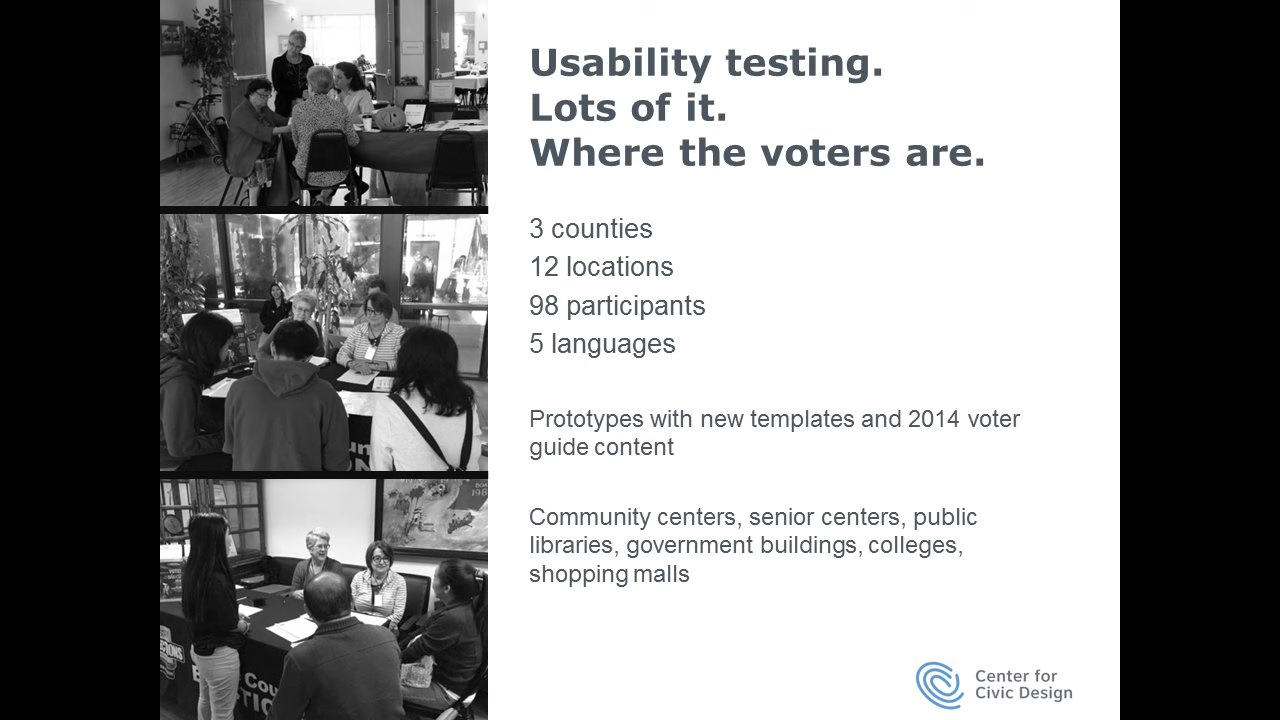 Usability testing.
Lots of it.
Where the voters are.
3 counties
12 locations
98 participants
5 languages
Prototypes with new templates and 2014 voter
guide content
Community centers, senior centers, public
libraries, government buildings, colleges,
shopping malls
Center for
Civic Design